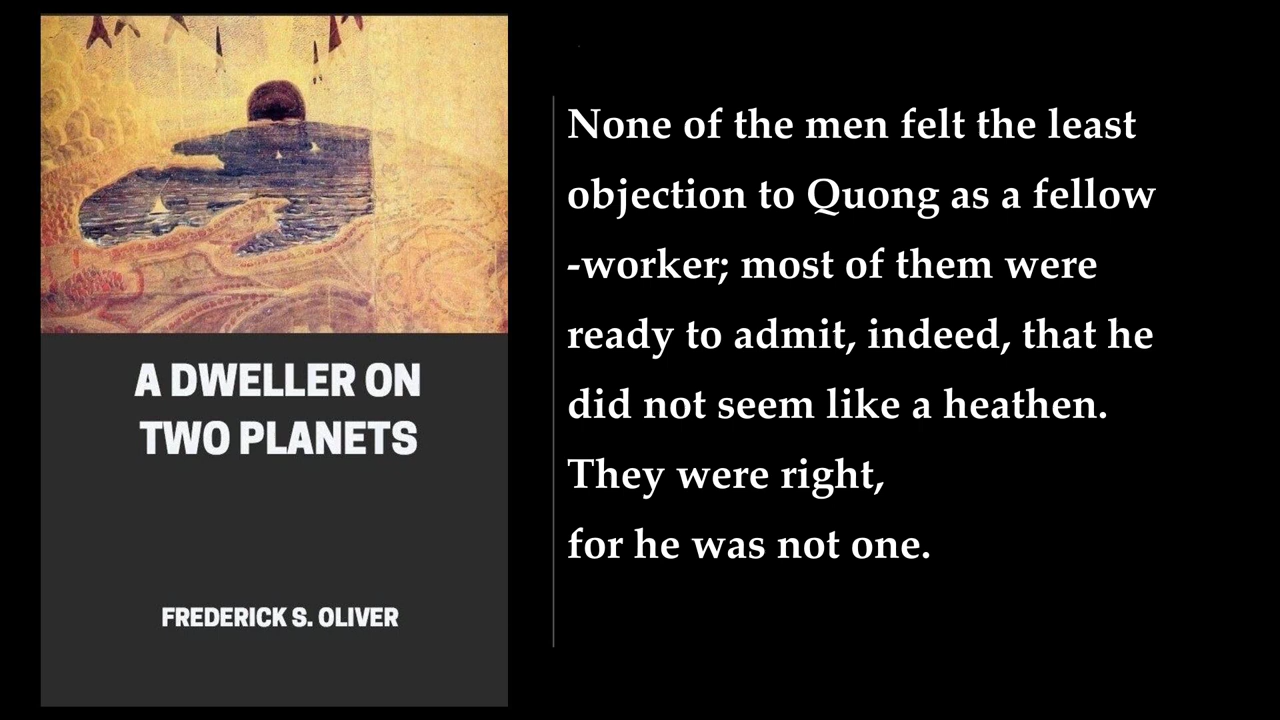 A DWELLER ON
TWO PLANETS
FREDERICK S. OLIVER
None of the men felt the least
objection to Quong as a fellow
-worker; most of them were
ready to admit, indeed, that he
did not seem like a heathen.
They were right,
for he was not one.